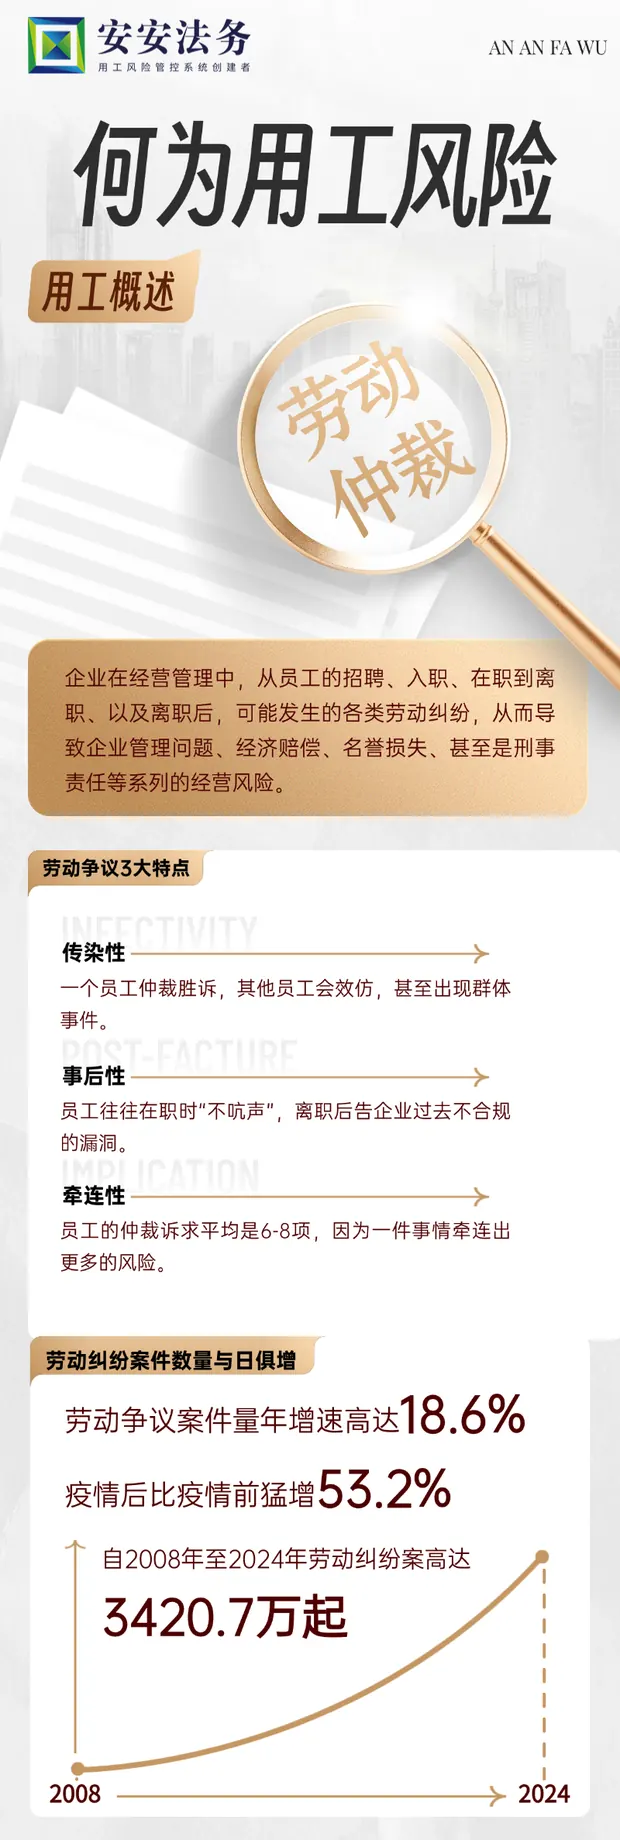 安安法务
用工风险管控系统创建者
AN AN FA WU
何为用工风险
用工概述
劳动
仲裁
企业在经营管理中，从员工的招聘、入职、在职到离
职、以及离职后，可能发生的各类劳动纠纷，从而导
致企业管理问题、经济赔偿、名誉损失、甚至是刑事
责任等系列的经营风险。
劳动争议3大特点
INFECTIVITY
传染性
一个员工仲裁胜诉，其他员工会效仿，甚至出现群体
事件。
POST-FACTURE
事后性
员工往往在职时“不吭声”，离职后告企业过去不合规
的漏洞。
IMPLICATION
牵连性
员工的仲裁诉求平均是6-8项，因为一件事情牵连出
更多的风险。
劳动纠纷案件数量与日俱增
劳动争议案件量年增速高达18.6%
疫情后比疫情前猛增53.2%
自2008年至2024年劳动纠纷案高达
3420.7万起
2008
2024